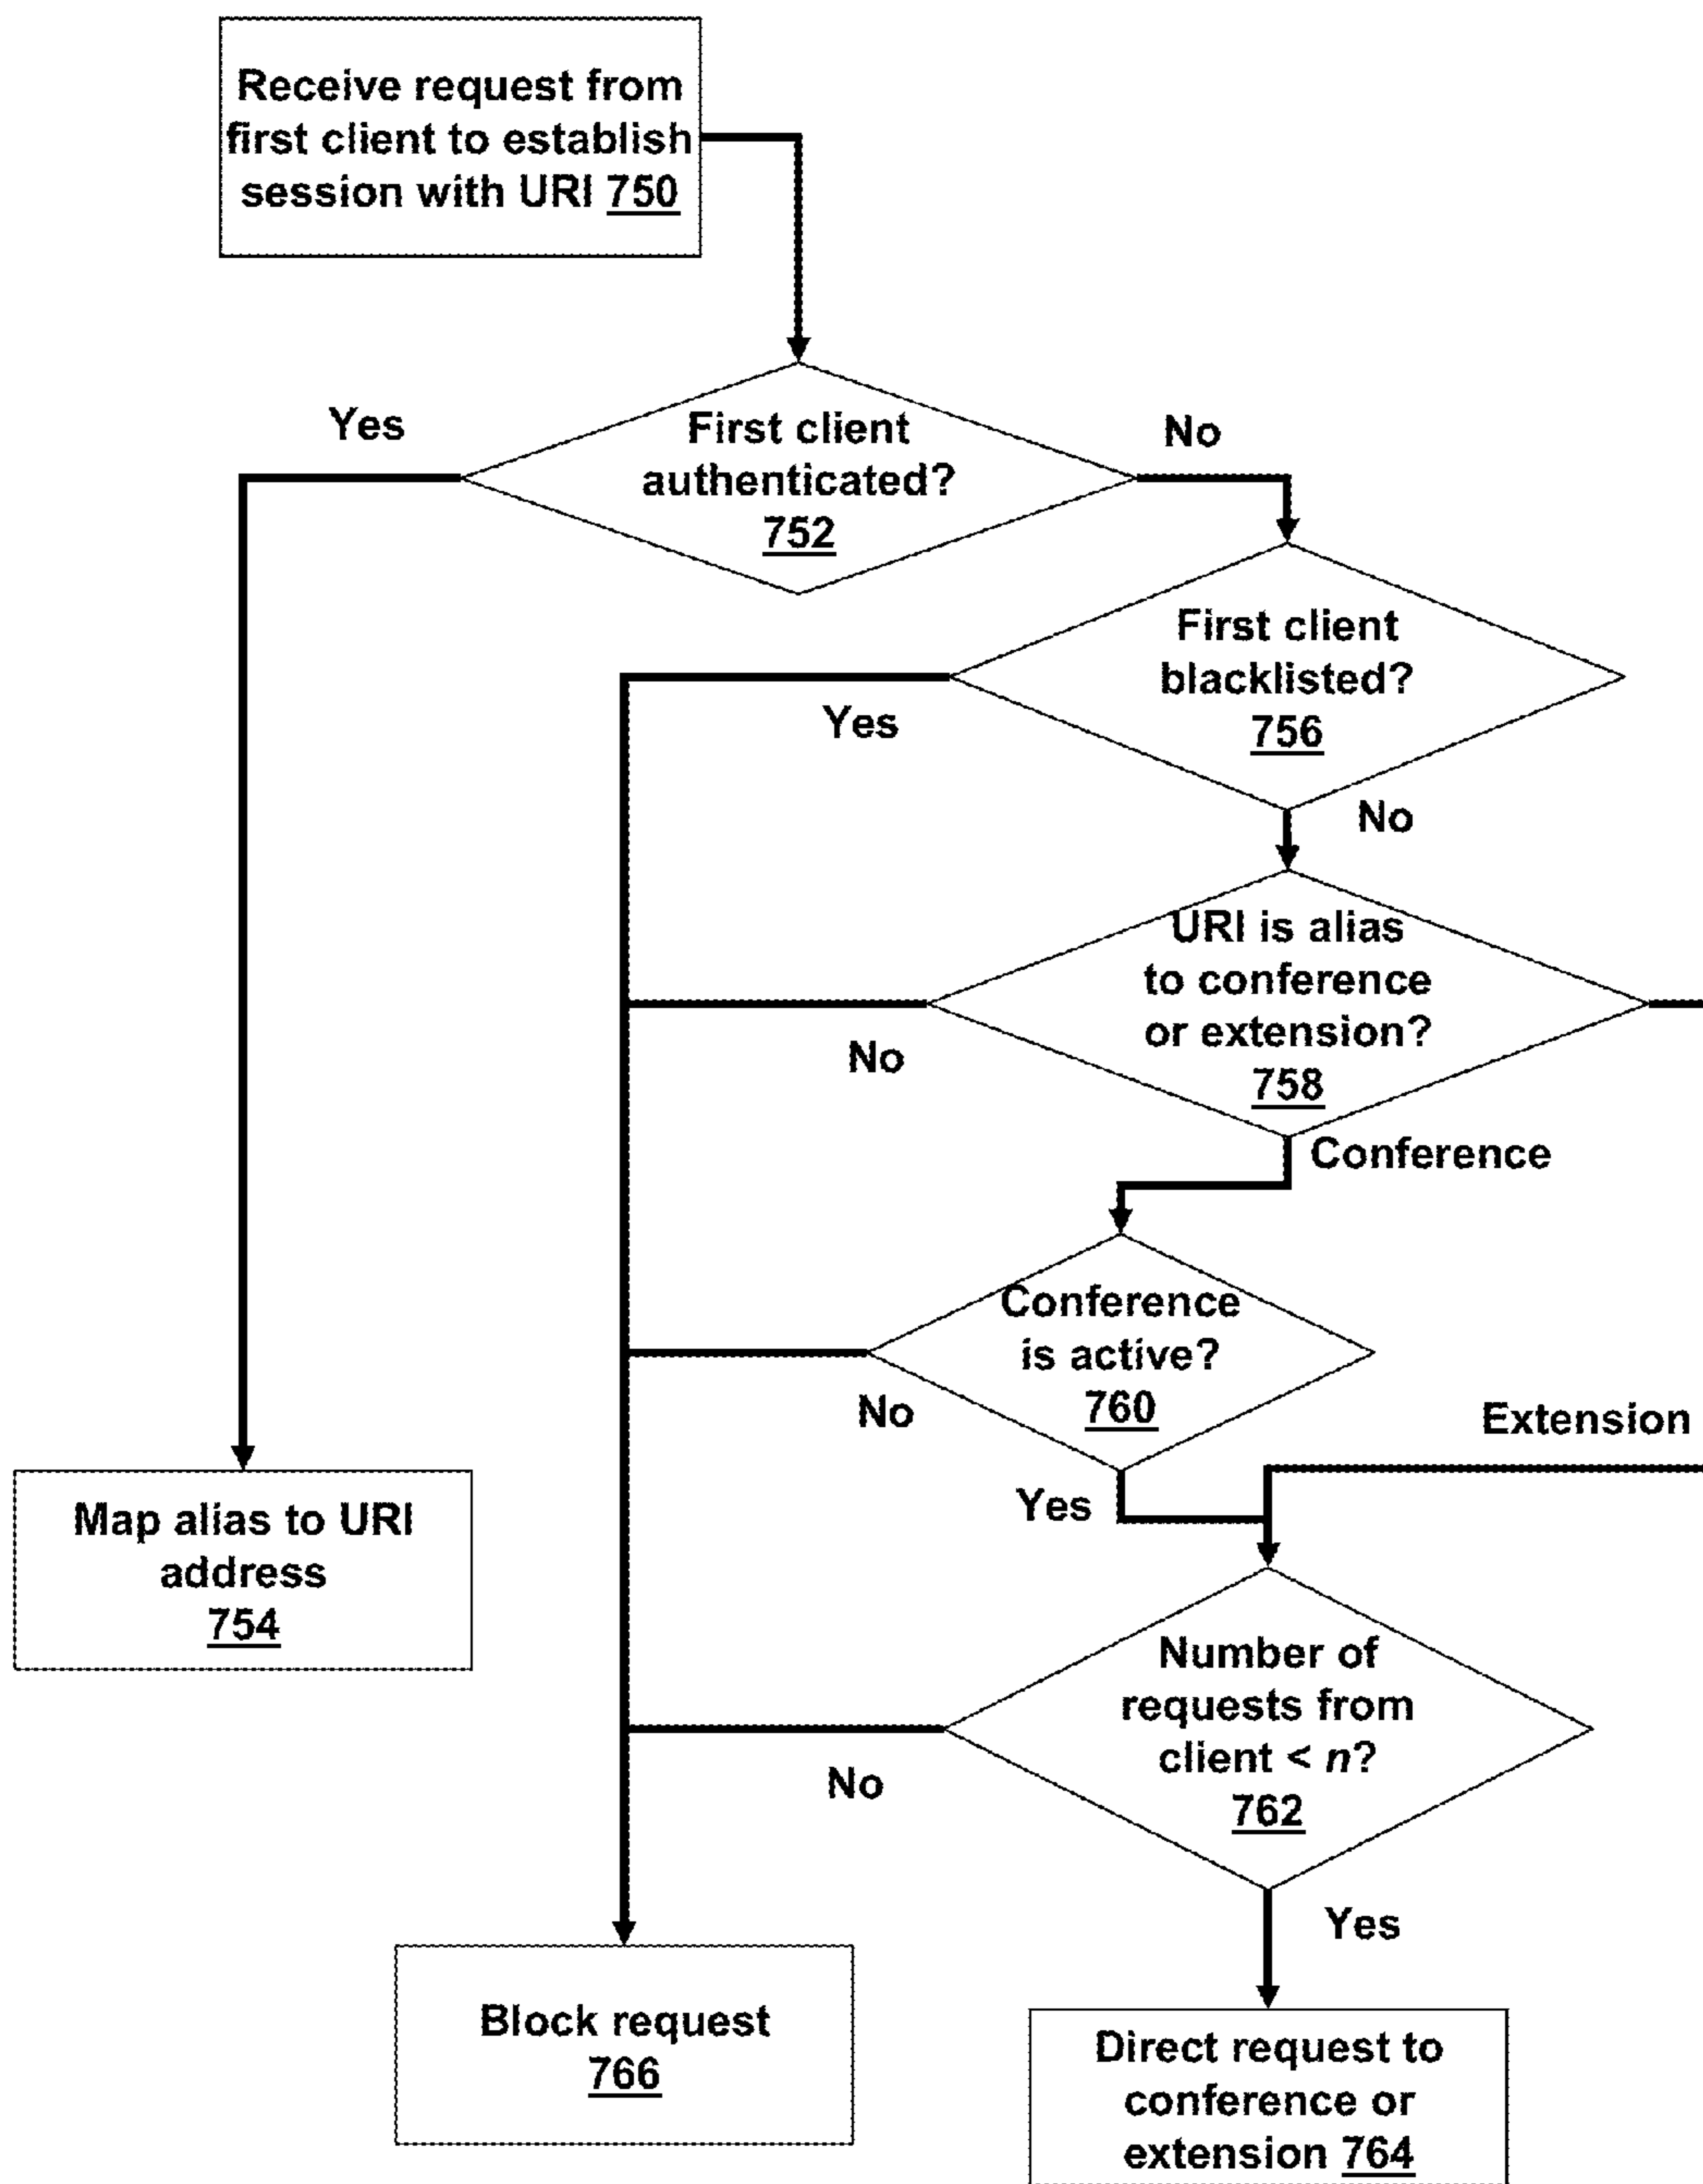 Receive request from
first client to establish
session with URI 750
Yes
First client
authenticated?
752
No
First client
blacklisted?
756
Yes
No
URI is alias
to conference
or extension?
758
No
Conference
Conference
is active?
760
No
Extension
Yes
Map alias to URI
address
754
Number of
requests from
client < n?
762
No
Yes
Block request
766
Direct request to
conference or
extension 764